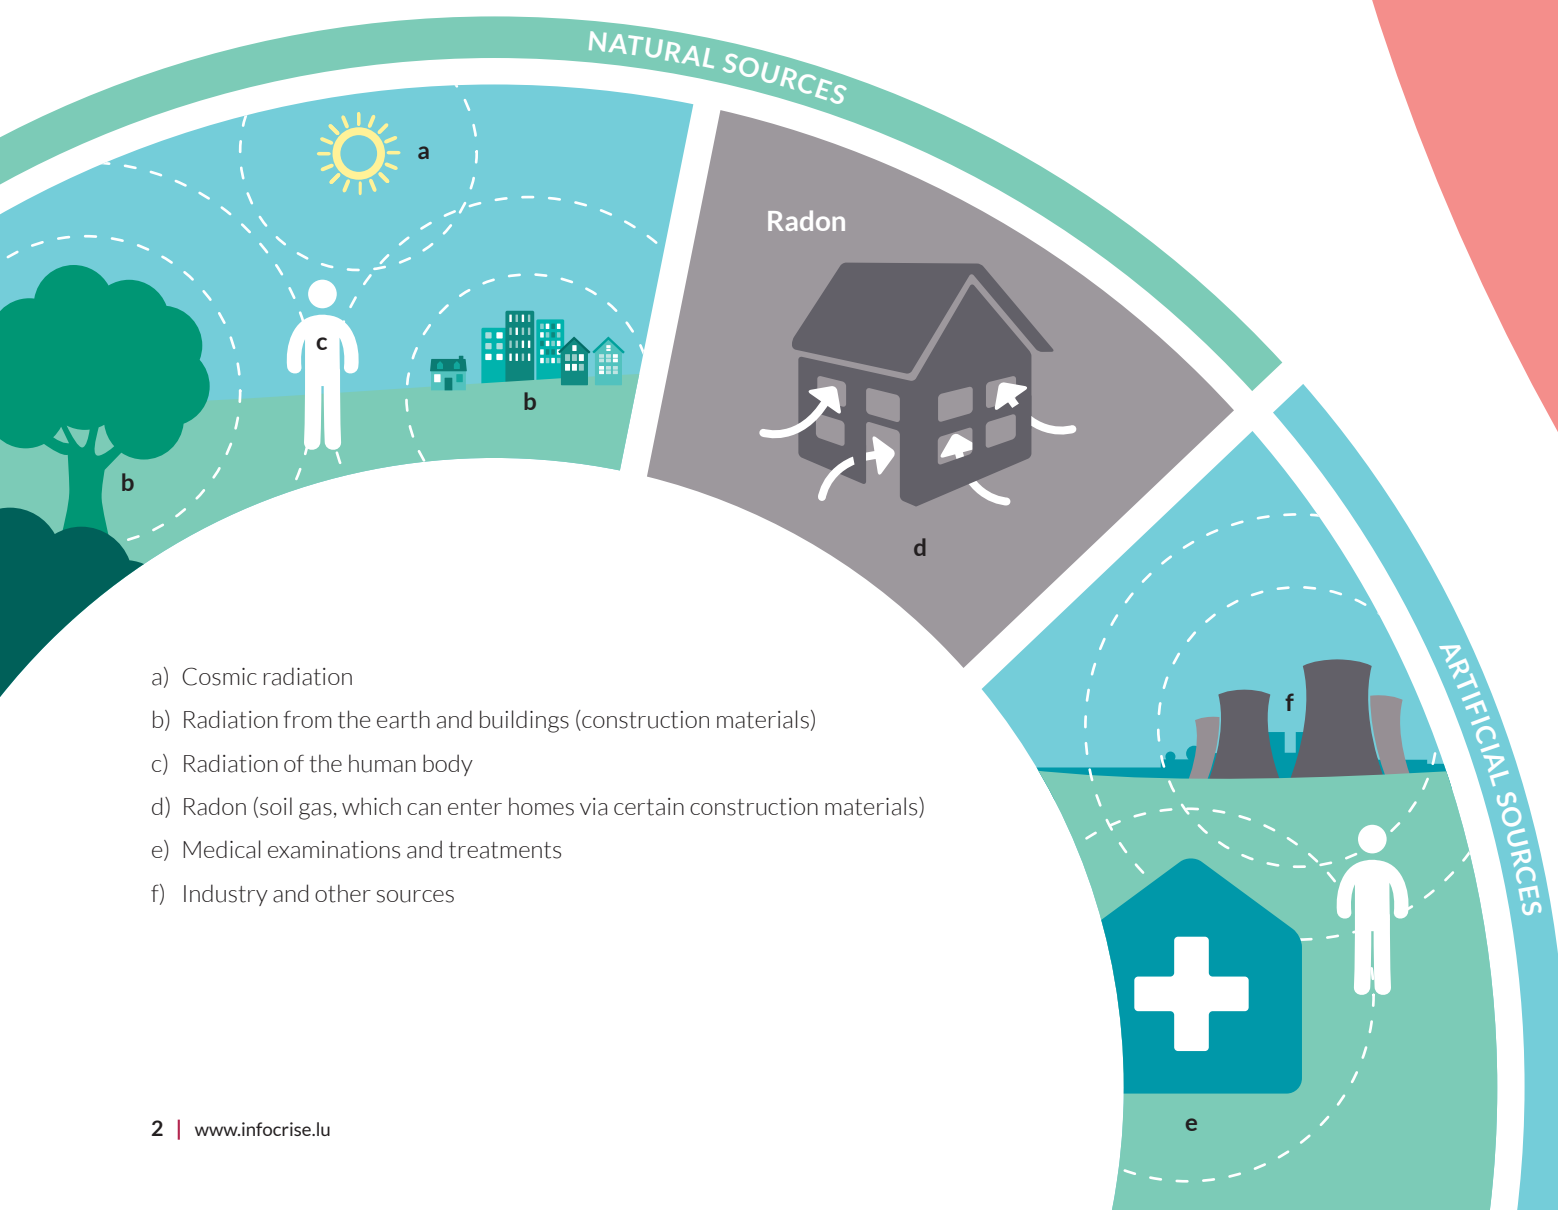 NATURAL SOURCES
a
Radon
c
b
b
d
ARTIFICIAL SOURCES
f
a) Cosmic radiation
b) Radiation from the earth and buildings (construction materials)
c) Radiation of the human body
d) Radon (soil gas, which can enter homes via certain construction materials)
e) Medical examinations and treatments
f) Industry and other sources
e
2 | www.infocrise.lu